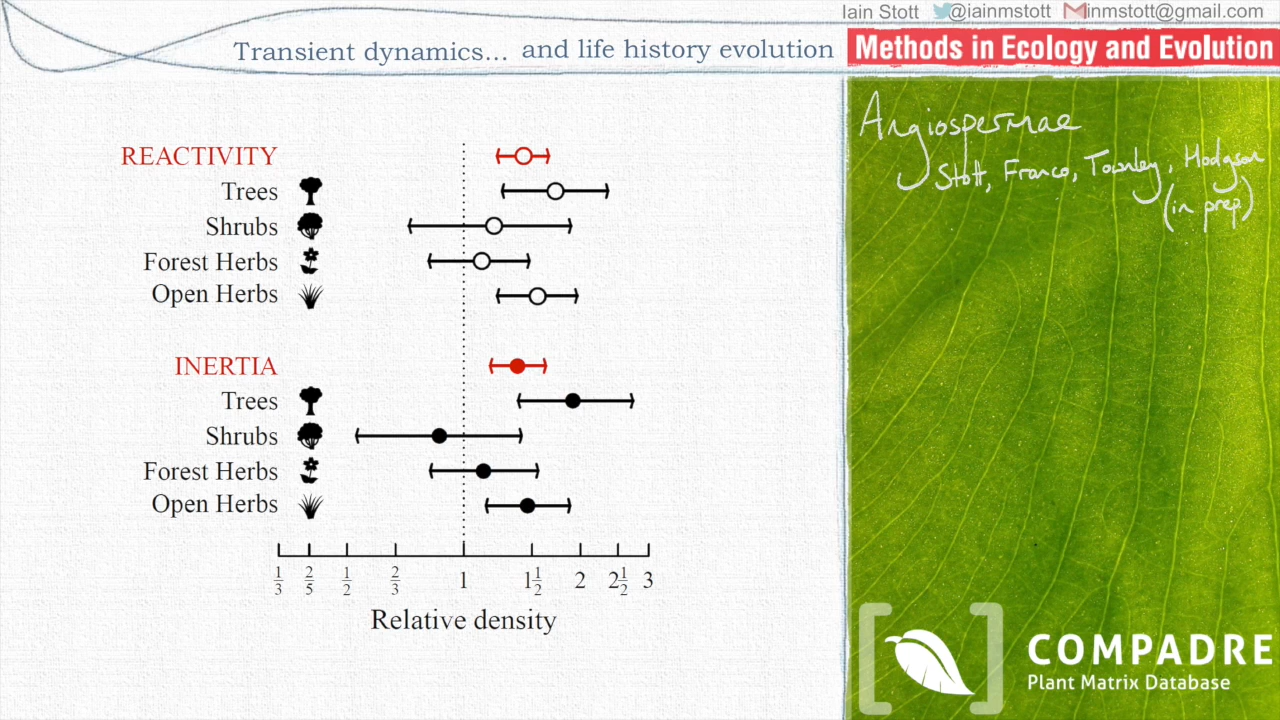 Iain Stott @iainmstott inmstott@gmail.com
Transient dynamics... and life history evolution
Methods in Ecology and Evolution
Angiospermae
Stott, Franco, Townley, Hodgson
(in prep)
REACTIVITY
Trees
Shrubs
Forest Herbs
Open Herbs
INERTIA
Trees
Shrubs
Forest Herbs
Open Herbs
1/3 2/5 1/2 2/3 1 1 1/2 2 2 1/2 3
Relative density
COMPADRE
Plant Matrix Database